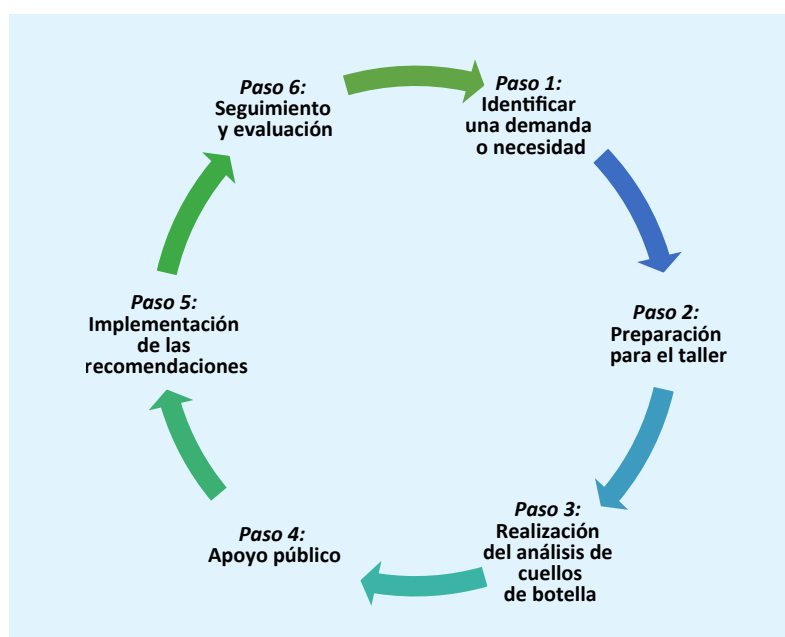 Paso 1:
Identificar
una demanda
o necesidad
Paso 2:
Preparación
para el taller
Paso 3:
Realización
del análisis de
cuellos
de botella
Paso 4:
Apoyo público
Paso 5:
Implementación
de las
recomendaciones
Paso 6:
Seguimiento
y evaluación